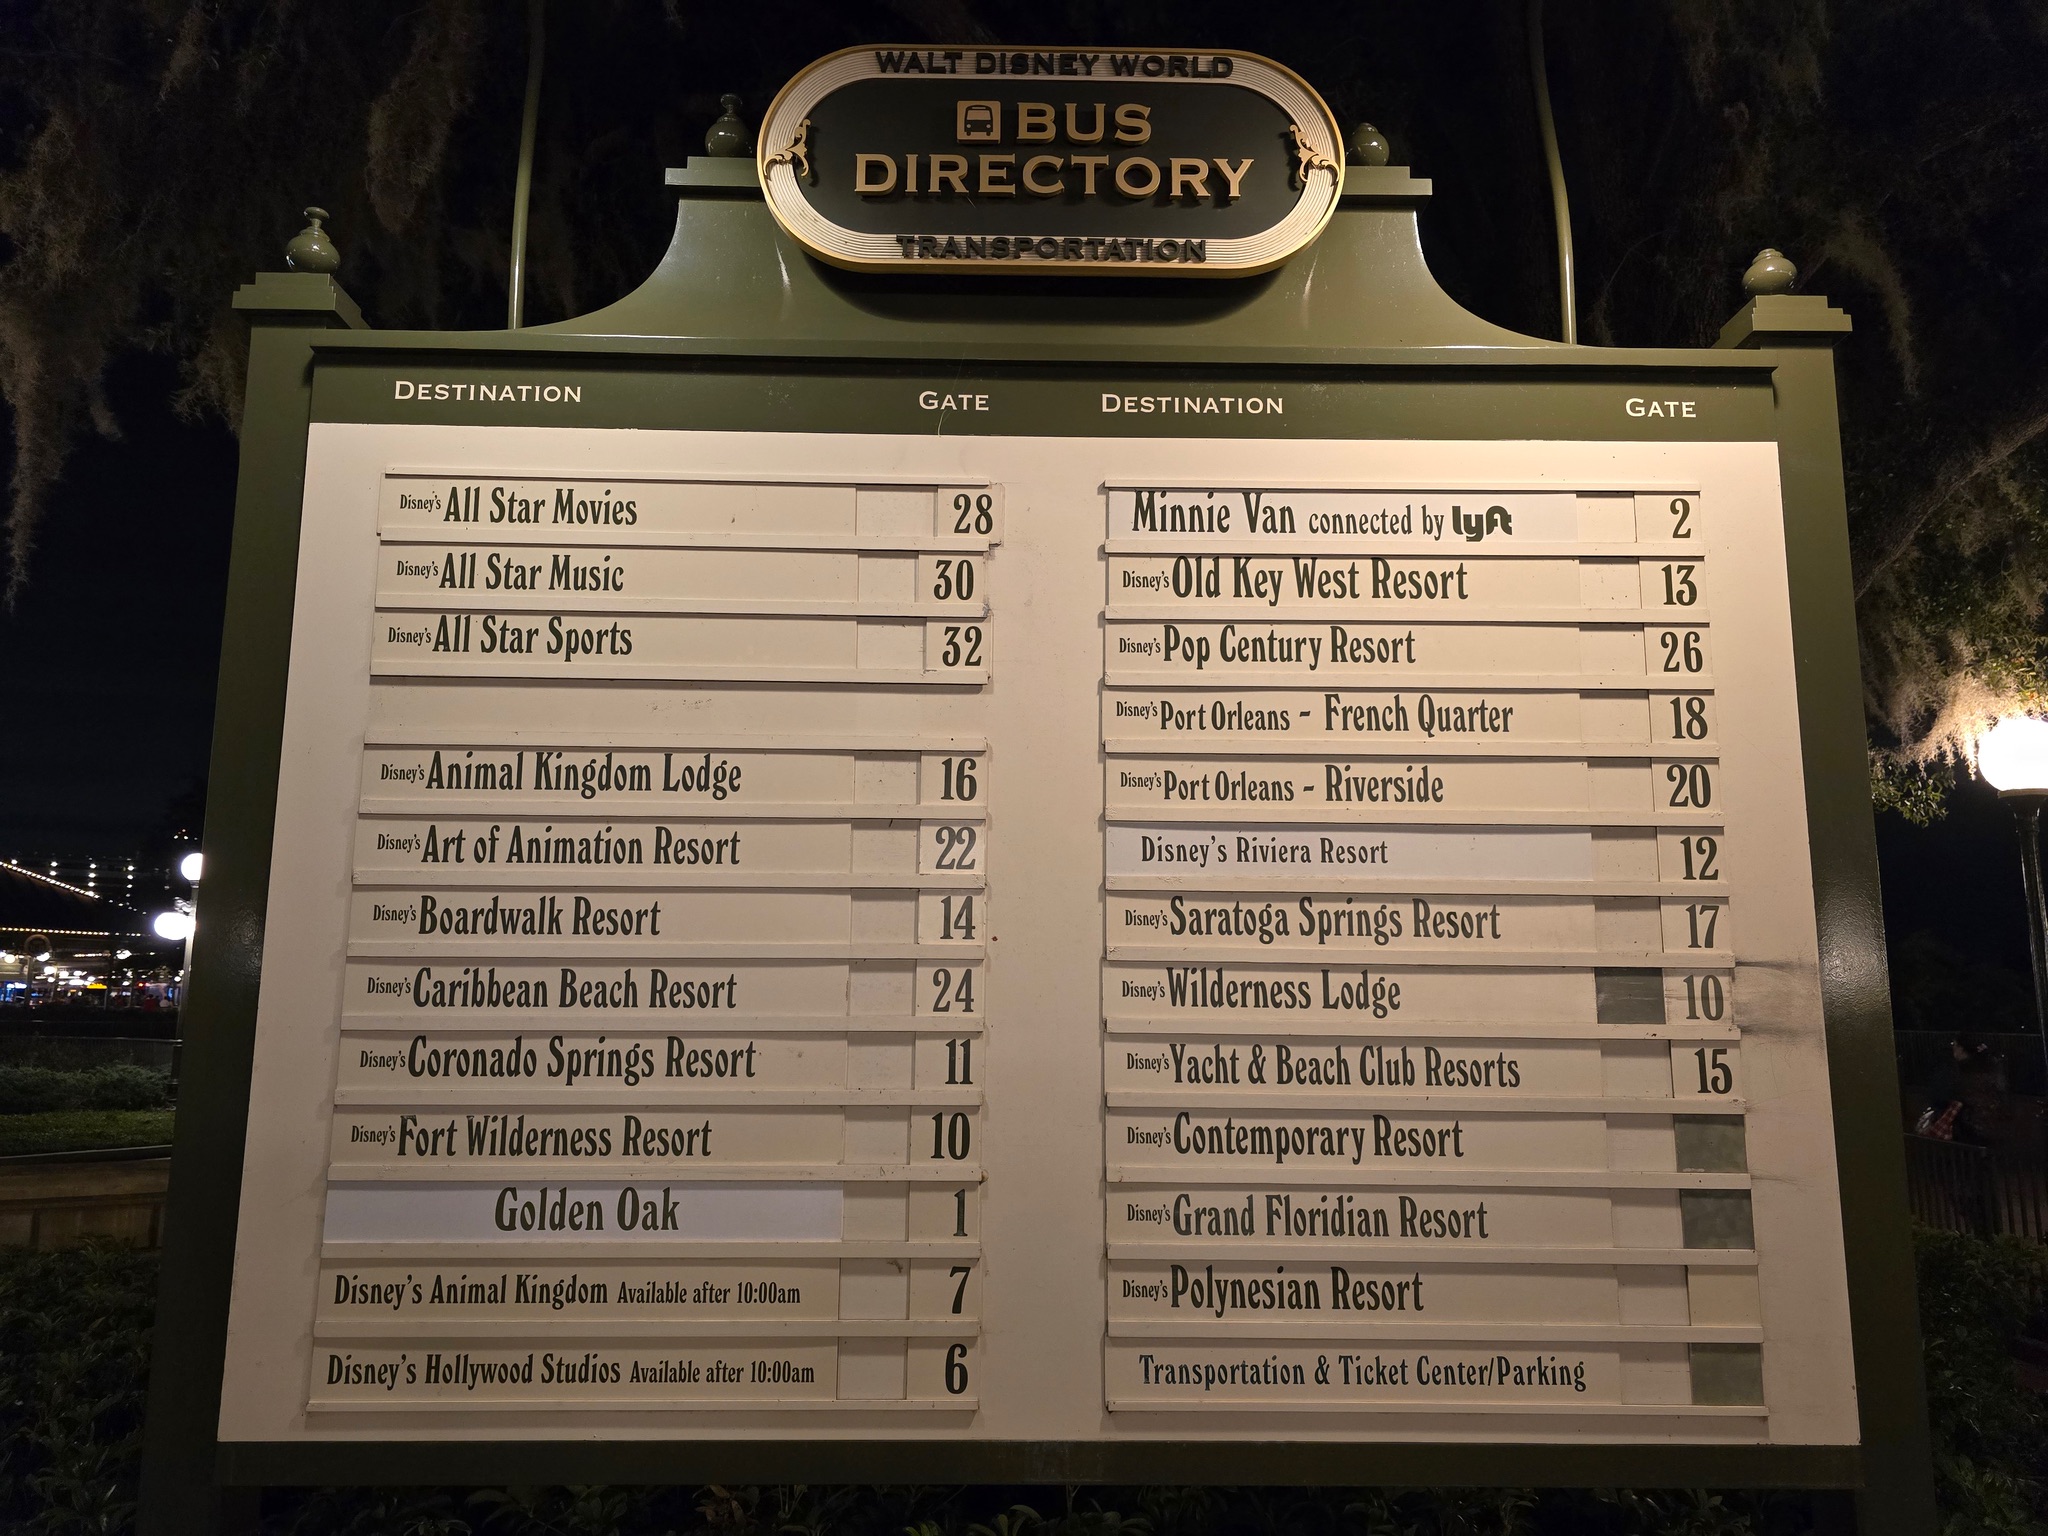 WALT DISNEY WORLD
BUS
DIRECTORY
TRANSPORTATION
DESTINATION GATE
Disney's All Star Movies 28
Disney's All Star Music 30
Disney's All Star Sports 32
Disney's Animal Kingdom Lodge 16
Disney's Art of Animation Resort 22
Disney's Boardwalk Resort 14
Disney's Caribbean Beach Resort 24
Disney's Coronado Springs Resort 11
Disney's Fort Wilderness Resort 10
Golden Oak 1
Disney's Animal Kingdom Available after 10:00am 7
Disney's Hollywood Studios Available after 10:00am 6
DESTINATION GATE
Minnie Van connected by lyft 2
Disney's Old Key West Resort 13
Disney's Pop Century Resort 26
Disney's Port Orleans - French Quarter 18
Disney's Port Orleans - Riverside 20
Disney's Riviera Resort 12
Disney's Saratoga Springs Resort 17
Disney's Wilderness Lodge 10
Disney's Yacht & Beach Club Resorts 15
Disney's Contemporary Resort
Disney's Grand Floridian Resort
Disney's Polynesian Resort
Transportation & Ticket Center/Parking